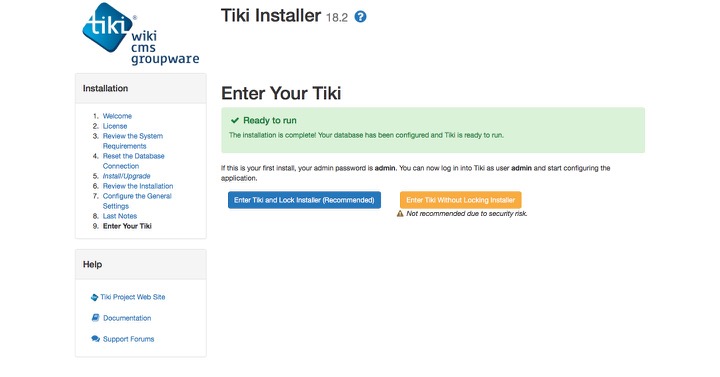 tiki®
wiki
cms
groupware
Tiki Installer 18.2
Installation
1. Welcome
2. License
3. Review the System
Requirements
4. Reset the Database
Connection
5. Install/Upgrade
6. Review the Installation
7. Configure the General
Settings
8. Last Notes
9. Enter Your Tiki
Help
Tiki Project Web Site
Documentation
Support Forums
Enter Your Tiki
Ready to run
The installation is complete! Your database has been configured and Tiki is ready to run.
If this is your first install, your admin password is admin. You can now log in into Tiki as user admin and start configuring the
application.
Enter Tiki and Lock Installer (Recommended)
Enter Tiki Without Locking Installer
Not recommended due to security risk.